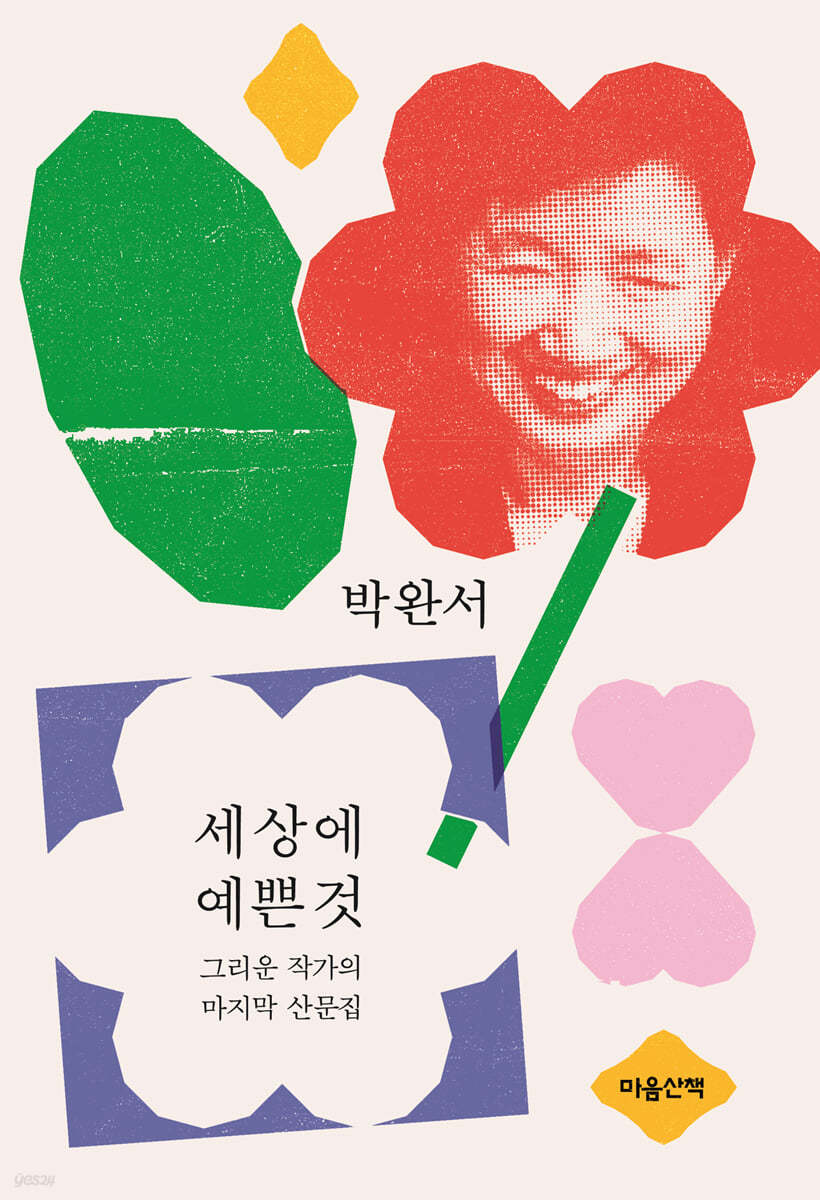 박완서
세상에
예쁜것
그리운 작가의
마지막 산문집
마음산책
yes24